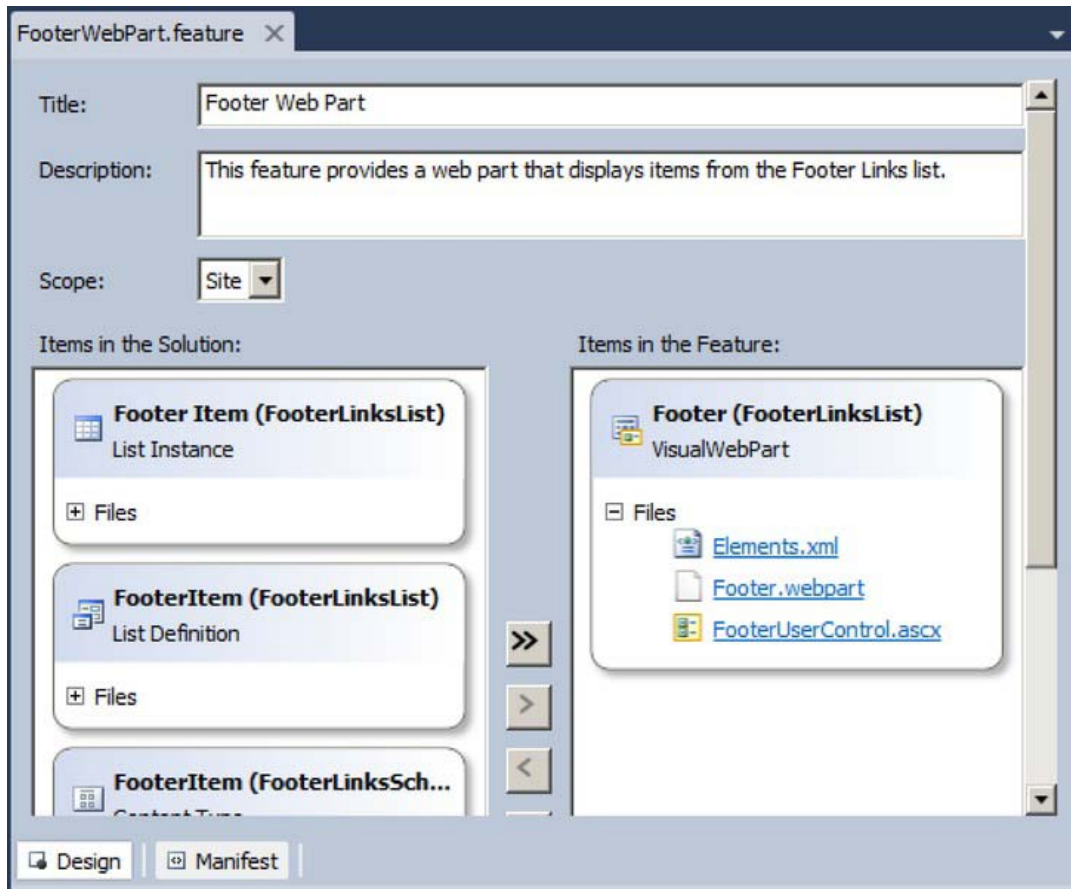 FooterWebPart.feature
Title:
Footer Web Part
Description:
This feature provides a web part that displays items from the Footer Links list.
Scope:
Site
Items in the Solution:
Footer Item (FooterLinksList)
List Instance
Files
FooterItem (FooterLinksList)
List Definition
Files
FooterItem (FooterLinksSch...
Content Type
Items in the Feature:
Footer (FooterLinksList)
VisualWebPart
Files
Elements.xml
Footer.webpart
FooterUserControl.ascx
Design
Manifest